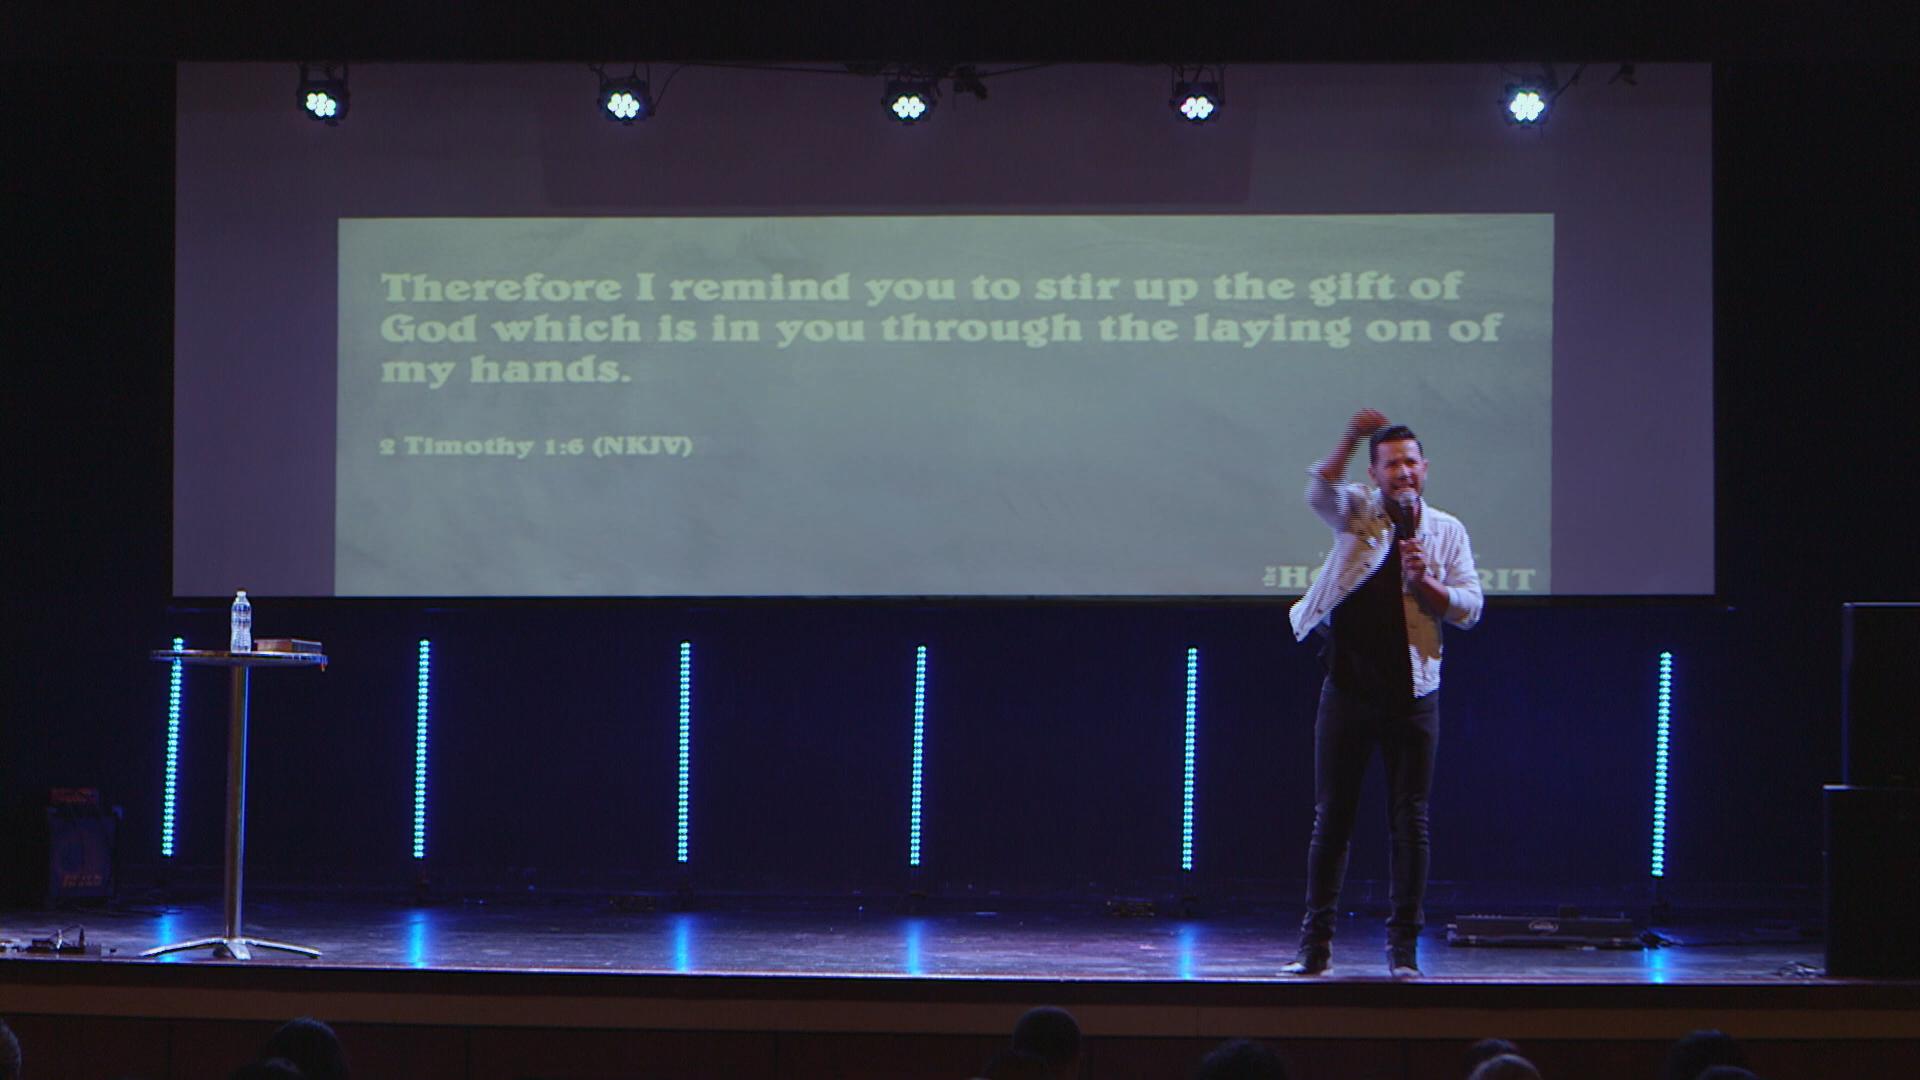 Therefore I remind you to stir up the gift of
God which is in you through the laying on of
my hands.
2 Timothy 1:6 (NKJV)
the